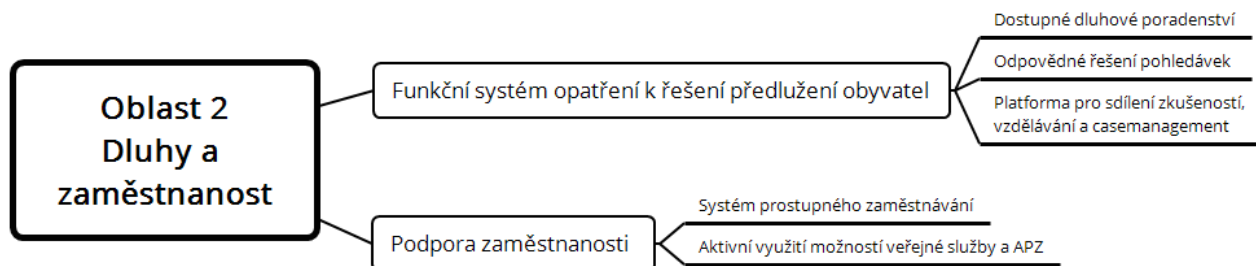 Oblast 2
Dluhy a
zaměstnanost
Funkční systém opatření k řešení předlužení obyvatel
Dostupné dluhové poradenství
Odpovědné řešení pohledávek
Platforma pro sdílení zkušeností,
vzdělávání a casemanagement
Podpora zaměstnanosti
Systém prostupného zaměstnávání
Aktivní využití možností veřejné služby a APZ